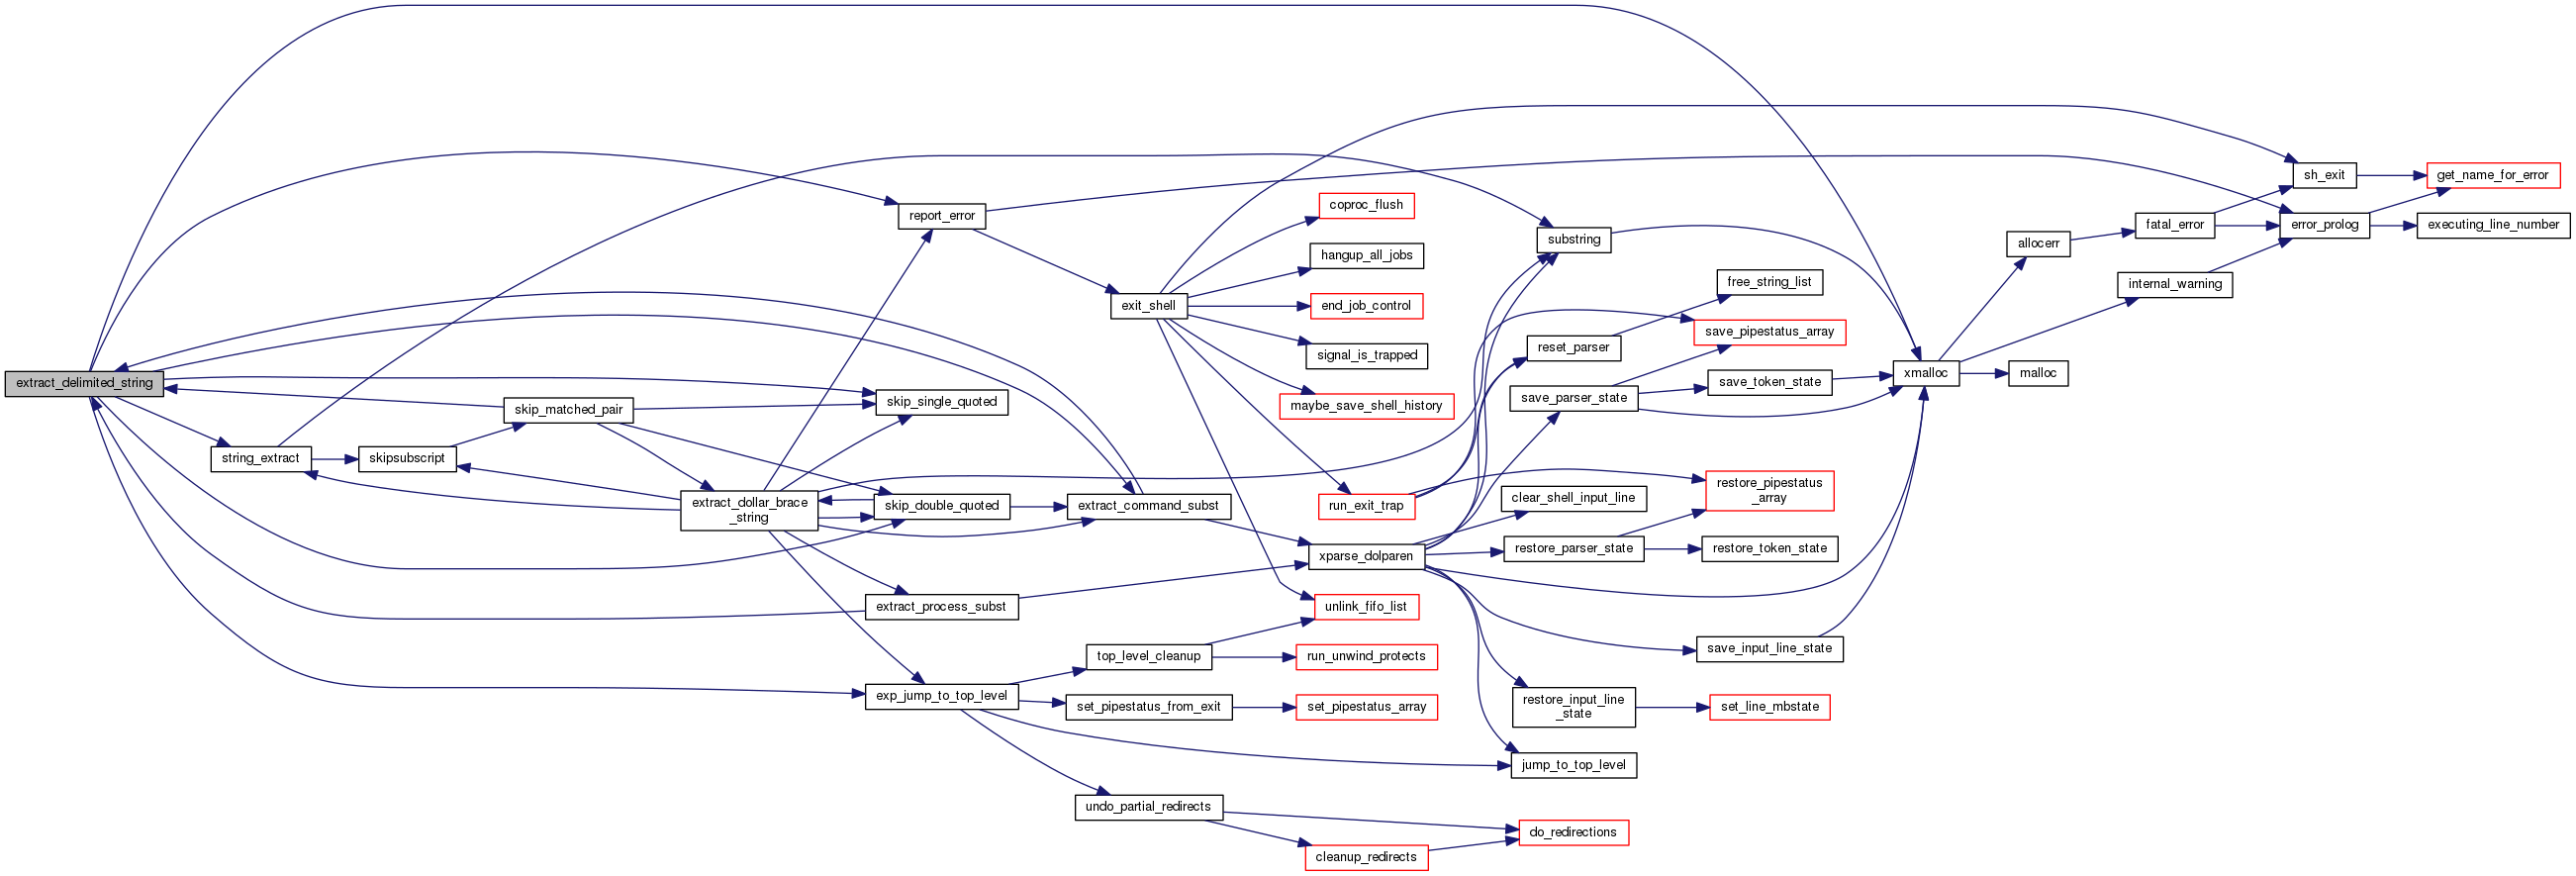 extract_delimited_string
string_extract
skipsubscript
skip_matched_pair
extract_dollar_brace
_string
report_error
skip_single_quoted
skip_double_quoted
extract_process_subst
exp_jump_to_top_level
extract_command_subst
exit_shell
top_level_cleanup
set_pipestatus_from_exit
undo_partial_redirects
coproc_flush
hangup_all_jobs
end_job_control
signal_is_trapped
maybe_save_shell_history
run_exit_trap
xparse_dolparen
unlink_fifo_list
run_unwind_protects
set_pipestatus_array
cleanup_redirects
substring
reset_parser
save_parser_state
clear_shell_input_line
restore_parser_state
restore_input_line
_state
jump_to_top_level
do_redirections
free_string_list
save_pipestatus_array
save_token_state
restore_pipestatus
_array
restore_token_state
save_input_line_state
set_line_mbstate
xmalloc
allocerr
malloc
fatal_error
internal_warning
sh_exit
error_prolog
get_name_for_error
executing_line_number